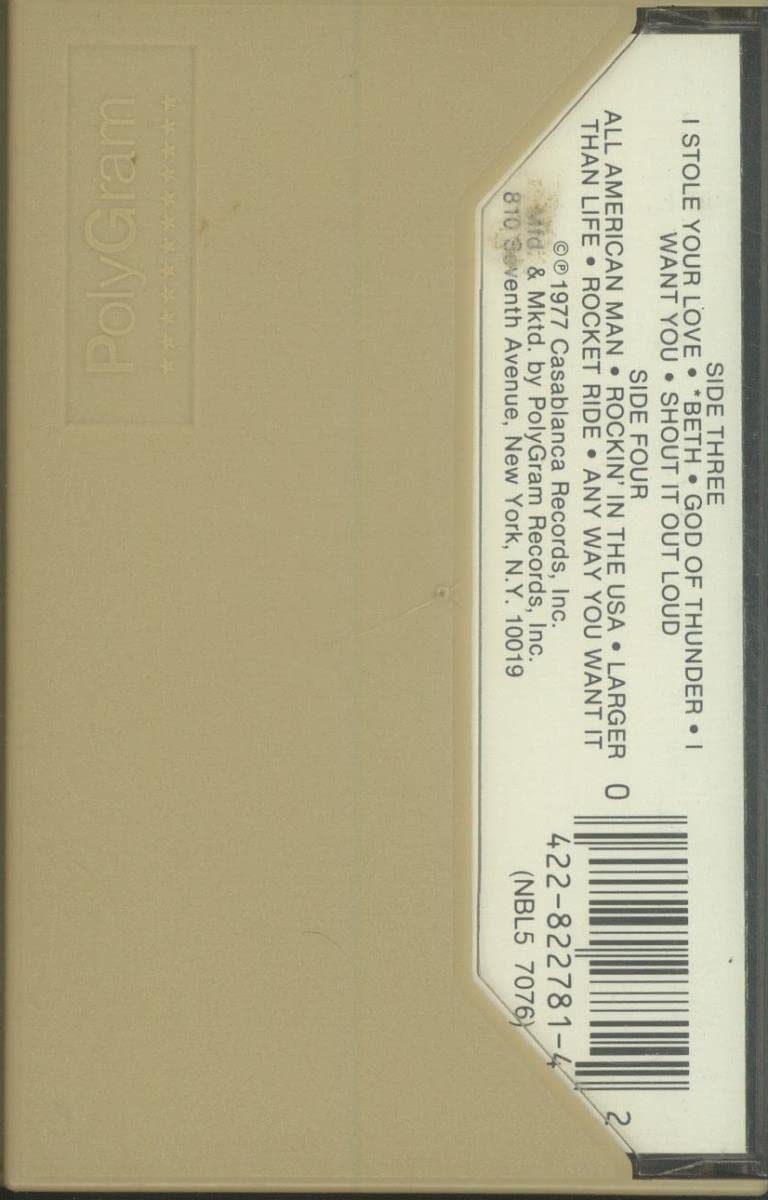 SIDE THREE
I STOLE YOUR LOVE • *BETH • GOD OF THUNDER • I
WANT YOU • SHOUT IT OUT LOUD
SIDE FOUR
ALL AMERICAN MAN • ROCKIN' IN THE USA • LARGER
THAN LIFE • ROCKET RIDE • ANY WAY YOU WANT IT
©℗1977 Casablanca Records, Inc.
Mfd. & Mktd. by PolyGram Records, Inc.
810 Seventh Avenue, New York, N.Y. 10019
0
422-822781-4
2
(NBL5 7076)
PolyGram